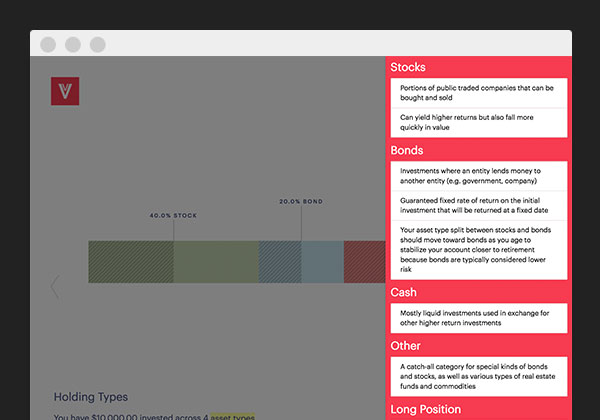 Stocks
Portions of public traded companies that can be
bought and sold
Can yield higher returns but also fall more
quickly in value
Bonds
Investments where an entity lends money to
another entity (e.g. government, company)
Guaranteed fixed rate of return on the initial
investment that will be returned at a fixed date
Your asset type split between stocks and bonds
should move toward bonds as you age to
stabilize your account closer to retirement
because bonds are typically considered lower
risk
Cash
Mostly liquid investments used in exchange for
other higher return investments
Other
A catch-all category for special kinds of bonds
and stocks, as well as various types of real estate
funds and commodities
Long Position
V
20.0% BOND
40.0% STOCK
Holding Types
You have $10,000.00 invested across 4 asset types